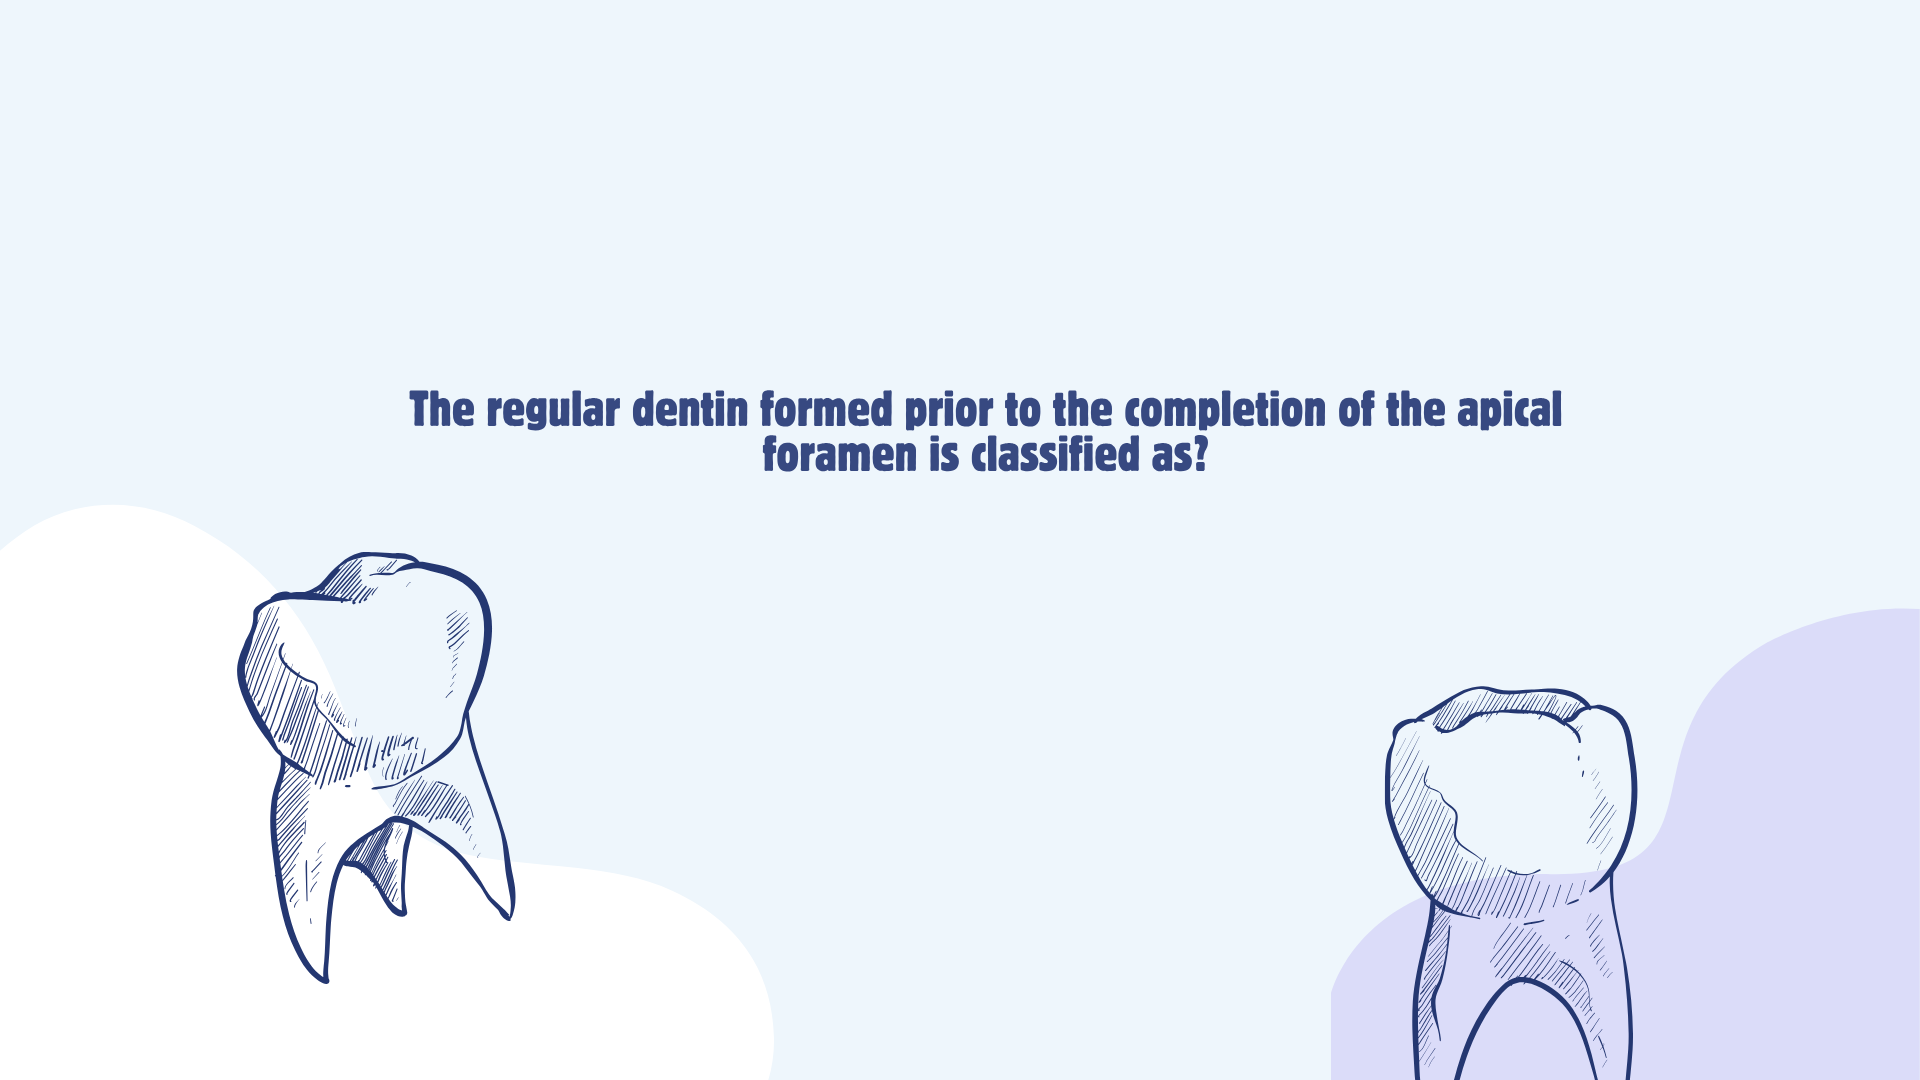 The regular dentin formed prior to the completion of the apical
foramen is classified as?